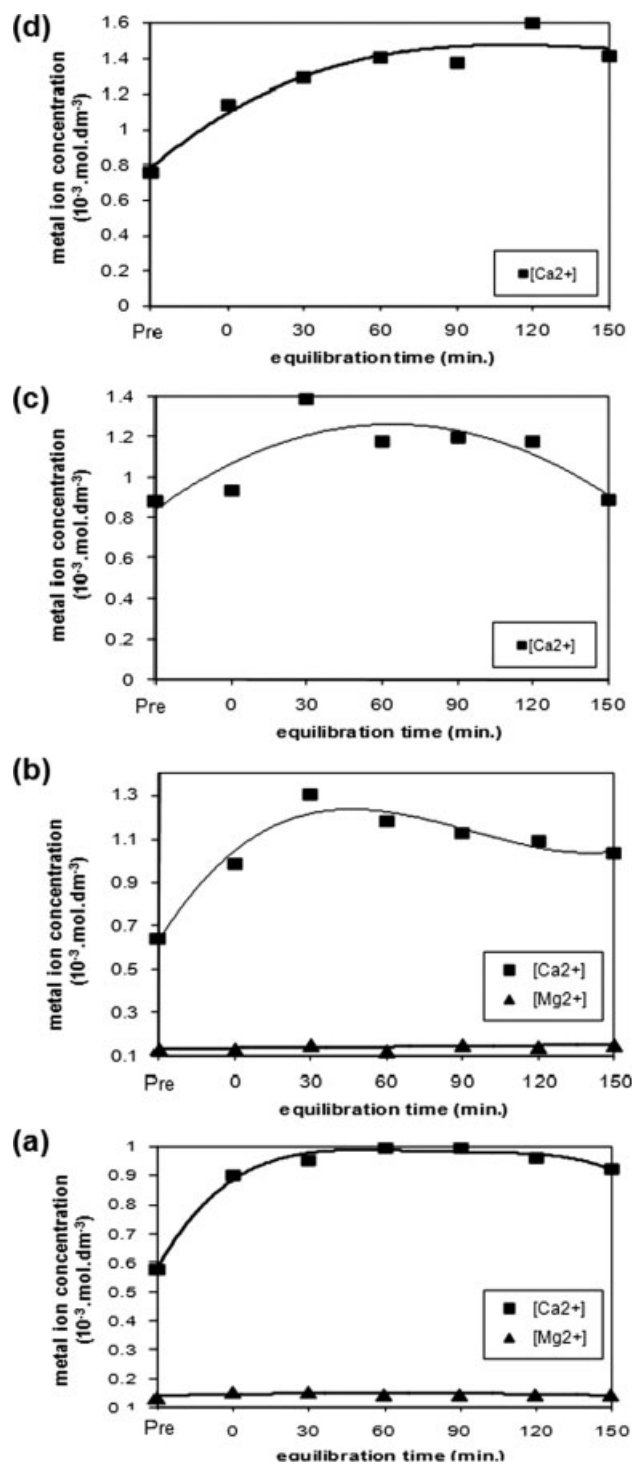 (d)
metal ion concentration
(10-3.mol.dm-3)
1.6
1.4
1.2
1
0.8
0.6
0.4
0.2
0
[Ca2+]
Pre 0 30 60 90 120 150
equilibration time (min.)
(c)
metal ion concentration
(10-3.mol.dm-3)
1.4
1.2
1
0.8
0.6
0.4
0.2
0
[Ca2+]
Pre 0 30 60 90 120 150
equilibration time (min.)
(b)
metal ion concentration
(10-3.mol.dm-3)
1.3
1.1
0.9
0.7
0.5
0.3
0.1
[Ca2+]
[Mg2+]
Pre 0 30 60 90 120 150
equilibration time (min.)
(a)
metal ion concentration
(10-3.mol.dm-3)
1
0.9
0.8
0.7
0.6
0.5
0.4
0.3
0.2
0.1
[Ca2+]
[Mg2+]
Pre 0 30 60 90 120 150
equilibration time (min.)